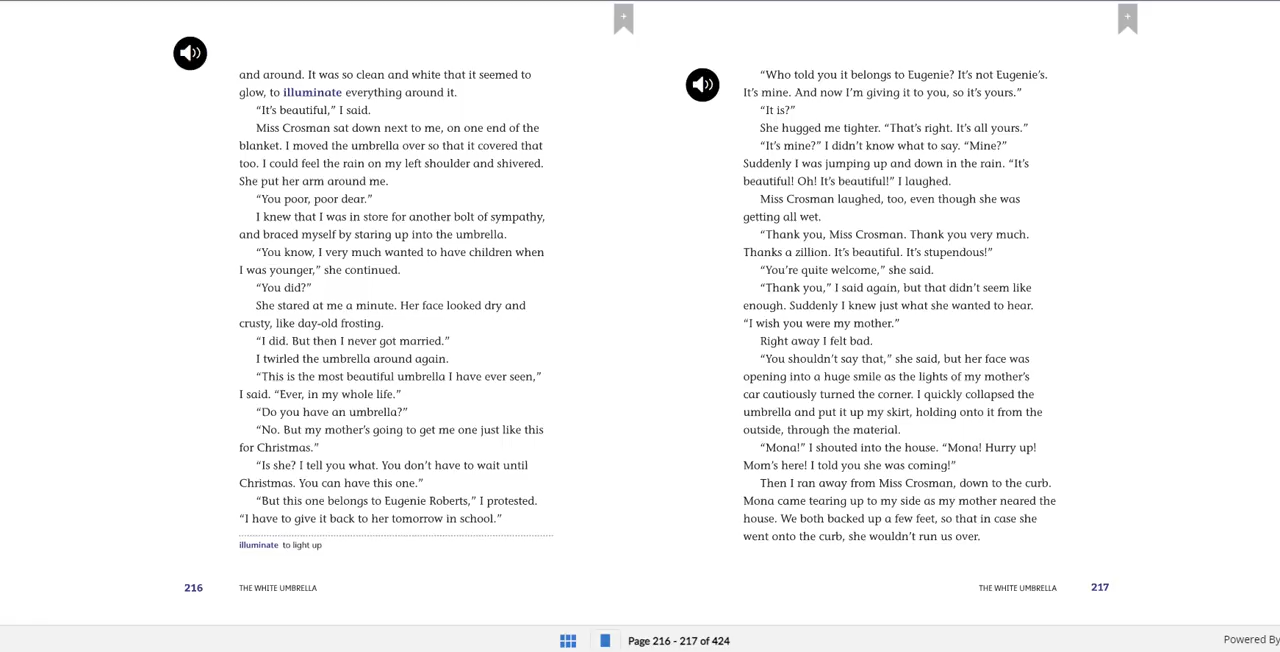 and around. It was so clean and white that it seemed to
glow, to illuminate everything around it.
“It’s beautiful,” I said.
Miss Crosman sat down next to me, on one end of the
blanket. I moved the umbrella over so that it covered that
too. I could feel the rain on my left shoulder and shivered.
She put her arm around me.
“You poor, poor dear.”
I knew that I was in store for another bolt of sympathy,
and braced myself by staring up into the umbrella.
“You know, I very much wanted to have children when
I was younger,” she continued.
“You did?”
She stared at me a minute. Her face looked dry and
crusty, like day-old frosting.
“I did. But then I never got married.”
I twirled the umbrella around again.
“This is the most beautiful umbrella I have ever seen,”
I said. “Ever, in my whole life.”
“Do you have an umbrella?”
“No. But my mother’s going to get me one just like this
for Christmas.”
“Is she? I tell you what. You don’t have to wait until
Christmas. You can have this one.”
“But this one belongs to Eugenie Roberts,” I protested.
“I have to give it back to her tomorrow in school.”
illuminate to light up
216 THE WHITE UMBRELLA
“Who told you it belongs to Eugenie? It’s not Eugenie’s.
It’s mine. And now I’m giving it to you, so it’s yours.”
“It is?”
She hugged me tighter. “That’s right. It’s all yours.”
“It’s mine?” I didn’t know what to say. “Mine?”
Suddenly I was jumping up and down in the rain. “It’s
beautiful! Oh! It’s beautiful!” I laughed.
Miss Crosman laughed, too, even though she was
getting all wet.
“Thank you, Miss Crosman. Thank you very much.
Thanks a zillion. It’s beautiful. It’s stupendous!”
“You’re quite welcome,” she said.
“Thank you,” I said again, but that didn’t seem like
enough. Suddenly I knew just what she wanted to hear.
“I wish you were my mother.”
Right away I felt bad.
“You shouldn’t say that,” she said, but her face was
opening into a huge smile as the lights of my mother’s
car cautiously turned the corner. I quickly collapsed the
umbrella and put it up my skirt, holding onto it from the
outside, through the material.
“Mona!” I shouted into the house. “Mona! Hurry up!
Mom’s here! I told you she was coming!”
Then I ran away from Miss Crosman, down to the curb.
Mona came tearing up to my side as my mother neared the
house. We both backed up a few feet, so that in case she
went onto the curb, she wouldn’t run us over.
THE WHITE UMBRELLA 217
Page 216 - 217 of 424
Powered By